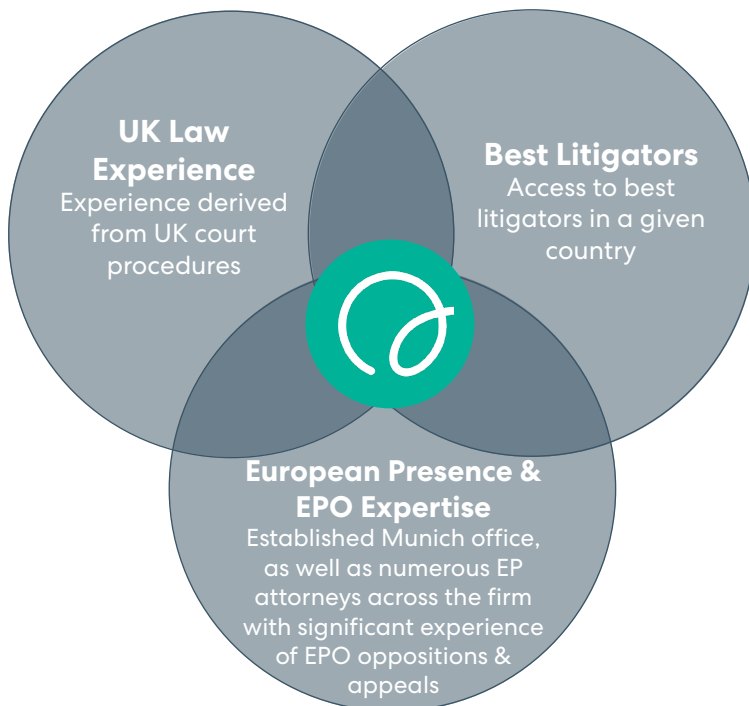 UK Law
Experience
Experience derived
from UK court
procedures
Best Litigators
Access to best
litigators in a given
country
European Presence &
EPO Expertise
Established Munich office,
as well as numerous EP
attorneys across the firm
with significant experience
of EPO oppositions &
appeals